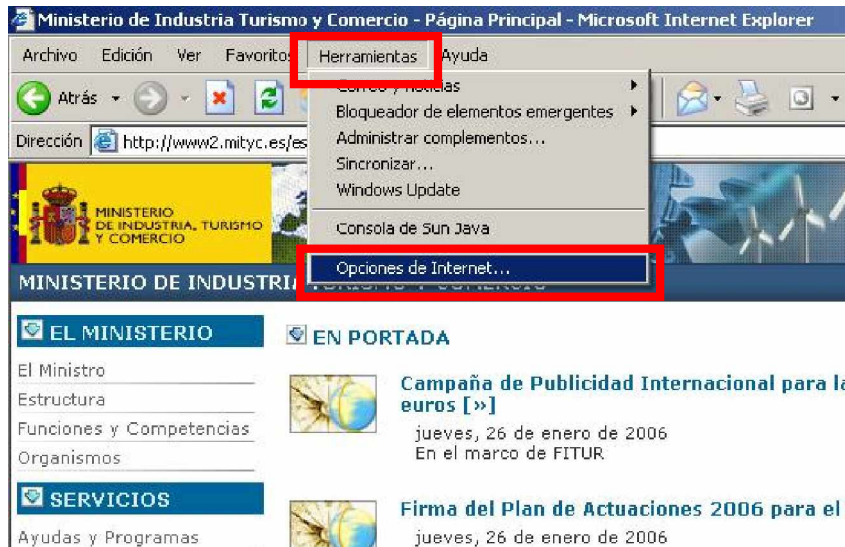 Ministerio de Industria Turismo y Comercio - Página Principal - Microsoft Internet Explorer
Archivo Edición Ver Favoritos Herramientas Ayuda
Atrás
Correo y noticias
Bloqueador de elementos emergentes
Administrar complementos...
Sincronizar...
Windows Update
Consola de Sun Java
Opciones de Internet...
Dirección http://www2.mityc.es/es
MINISTERIO
DE INDUSTRIA, TURISMO
Y COMERCIO
MINISTERIO DE INDUSTRIA, TURISMO Y COMERCIO
EL MINISTERIO
El Ministro
Estructura
Funciones y Competencias
Organismos
SERVICIOS
Ayudas y Programas
EN PORTADA
Campaña de Publicidad Internacional para la
euros [»]
jueves, 26 de enero de 2006
En el marco de FITUR
Firma del Plan de Actuaciones 2006 para el
jueves, 26 de enero de 2006